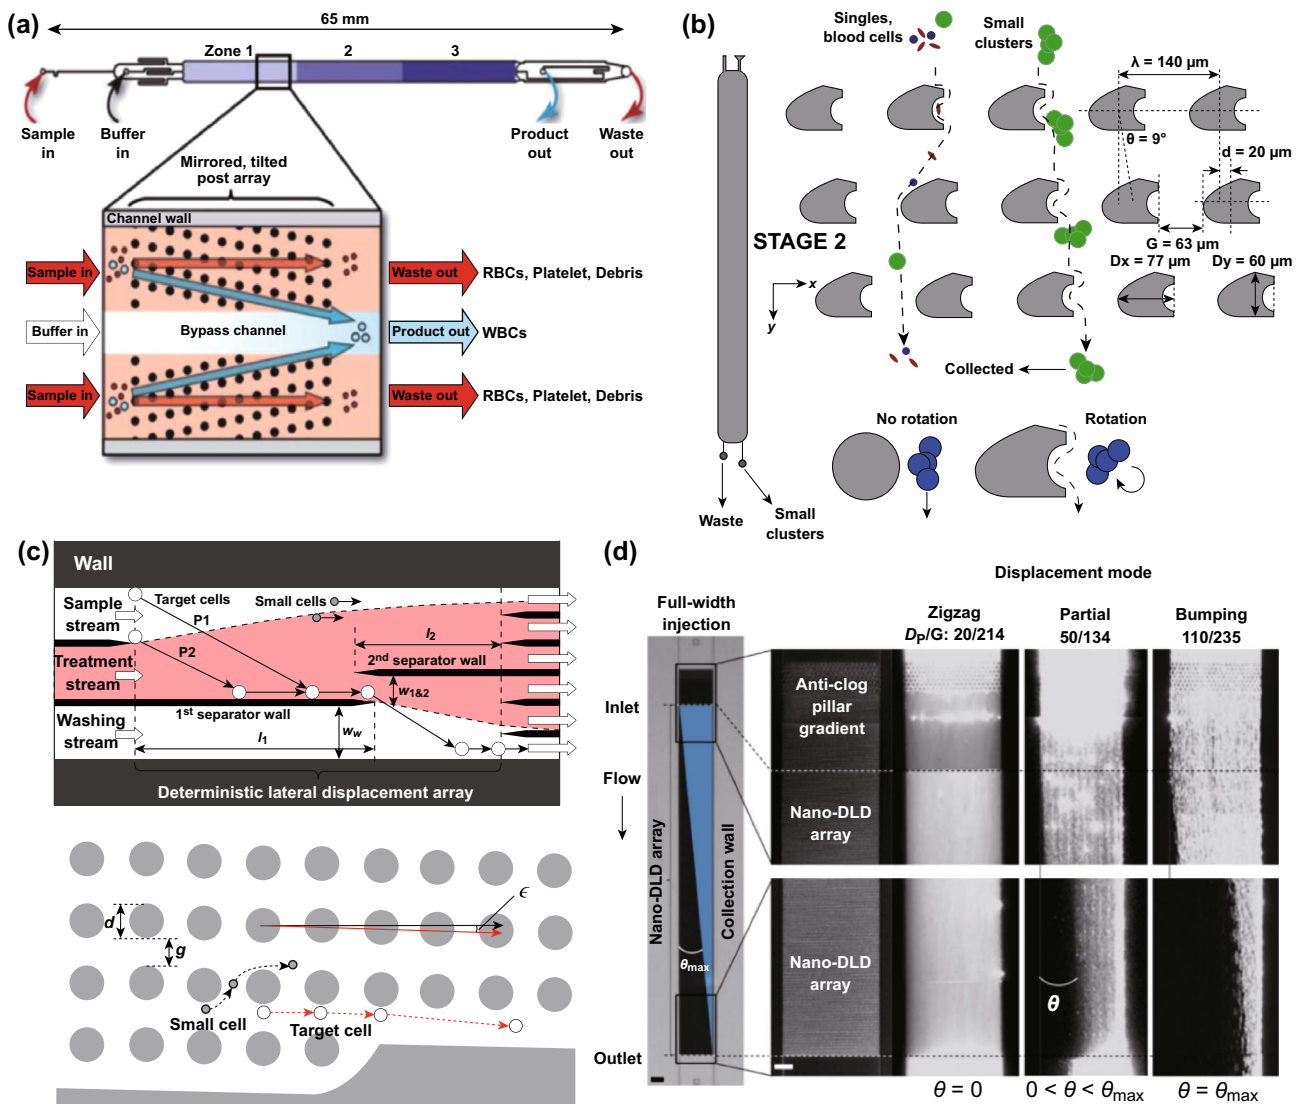 (a)
65 mm
Zone 1
2
3
Sample in
Buffer in
Product out
Waste out
Mirrored, tilted
post array
Channel wall
Sample in
Waste out
RBCs, Platelet, Debris
Buffer in
Bypass channel
Product out
WBCs
Sample in
Waste out
RBCs, Platelet, Debris
(b)
Singles,
blood cells
Small
clusters
λ = 140 µm
θ = 9°
d = 20 µm
STAGE 2
G = 63 µm
Dx = 77 µm
Dy = 60 µm
x
y
Collected
No rotation
Rotation
Waste
Small
clusters
(c)
Wall
Sample
stream
Target cells
P1
Small cells
Treatment
stream
P2
l2
2nd separator wall
w1&2
1st separator wall
Washing
stream
l1
ww
Deterministic lateral displacement array
ϵ
d
g
Small cell
Target cell
(d)
Displacement mode
Full-width
injection
Zigzag
DP/G: 20/214
Partial
50/134
Bumping
110/235
Inlet
Flow
Outlet
Nano-DLD array
Collection wall
θmax
Anti-clog
pillar
gradient
Nano-DLD
array
Nano-DLD
array
θ
θ = 0
0 < θ < θmax
θ = θmax